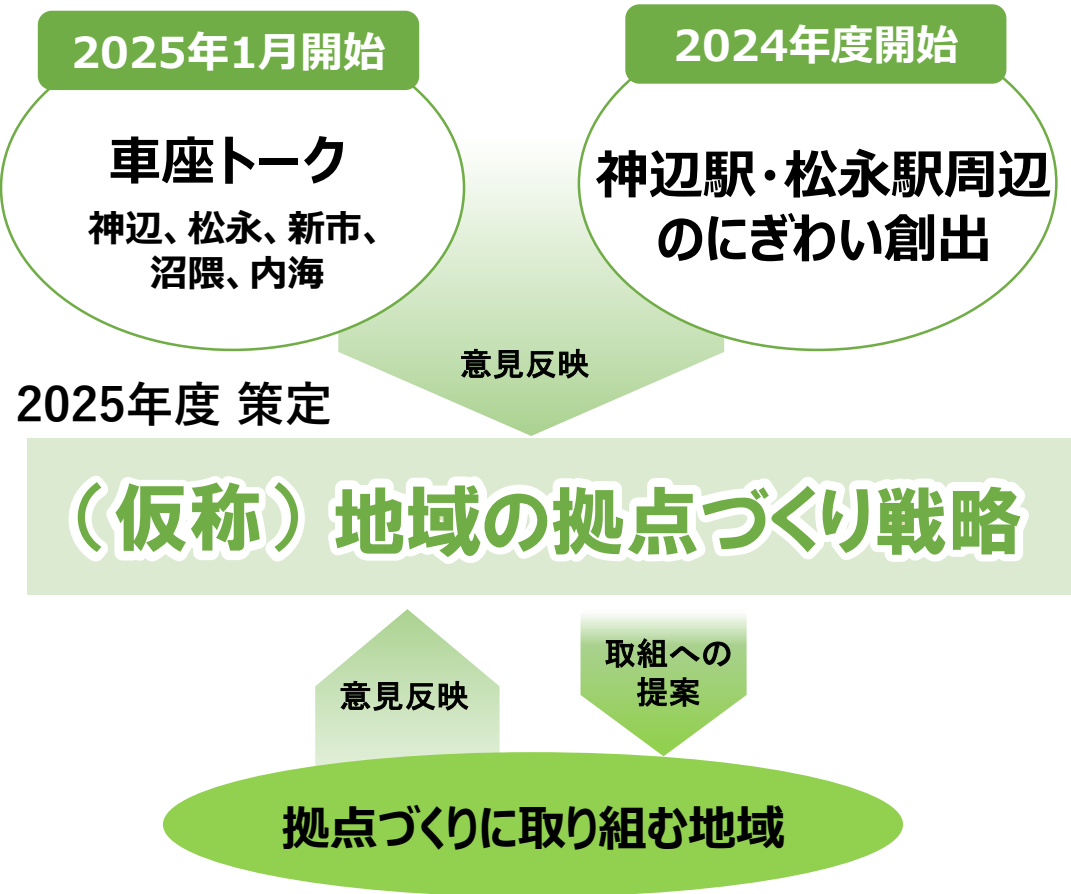 2025年1月開始
車座トーク
神辺、松永、新市、
沼隈、内海
2024年度開始
神辺駅・松永駅周辺
のにぎわい創出
意見反映
2025年度 策定
（仮称）地域の拠点づくり戦略
意見反映
取組への
提案
拠点づくりに取り組む地域